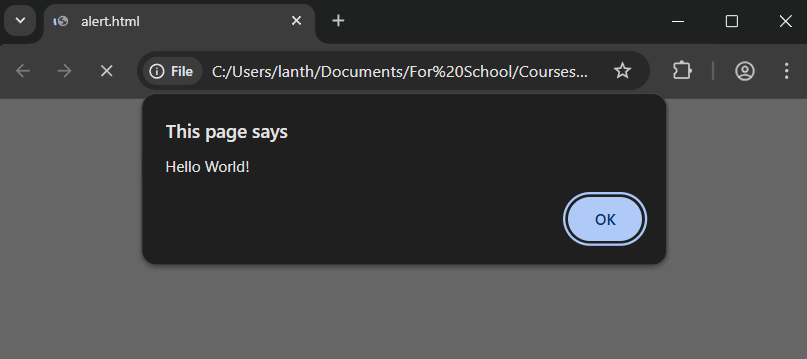 alert.html
File C:/Users/lanth/Documents/For%20School/Courses...
This page says
Hello World!
OK